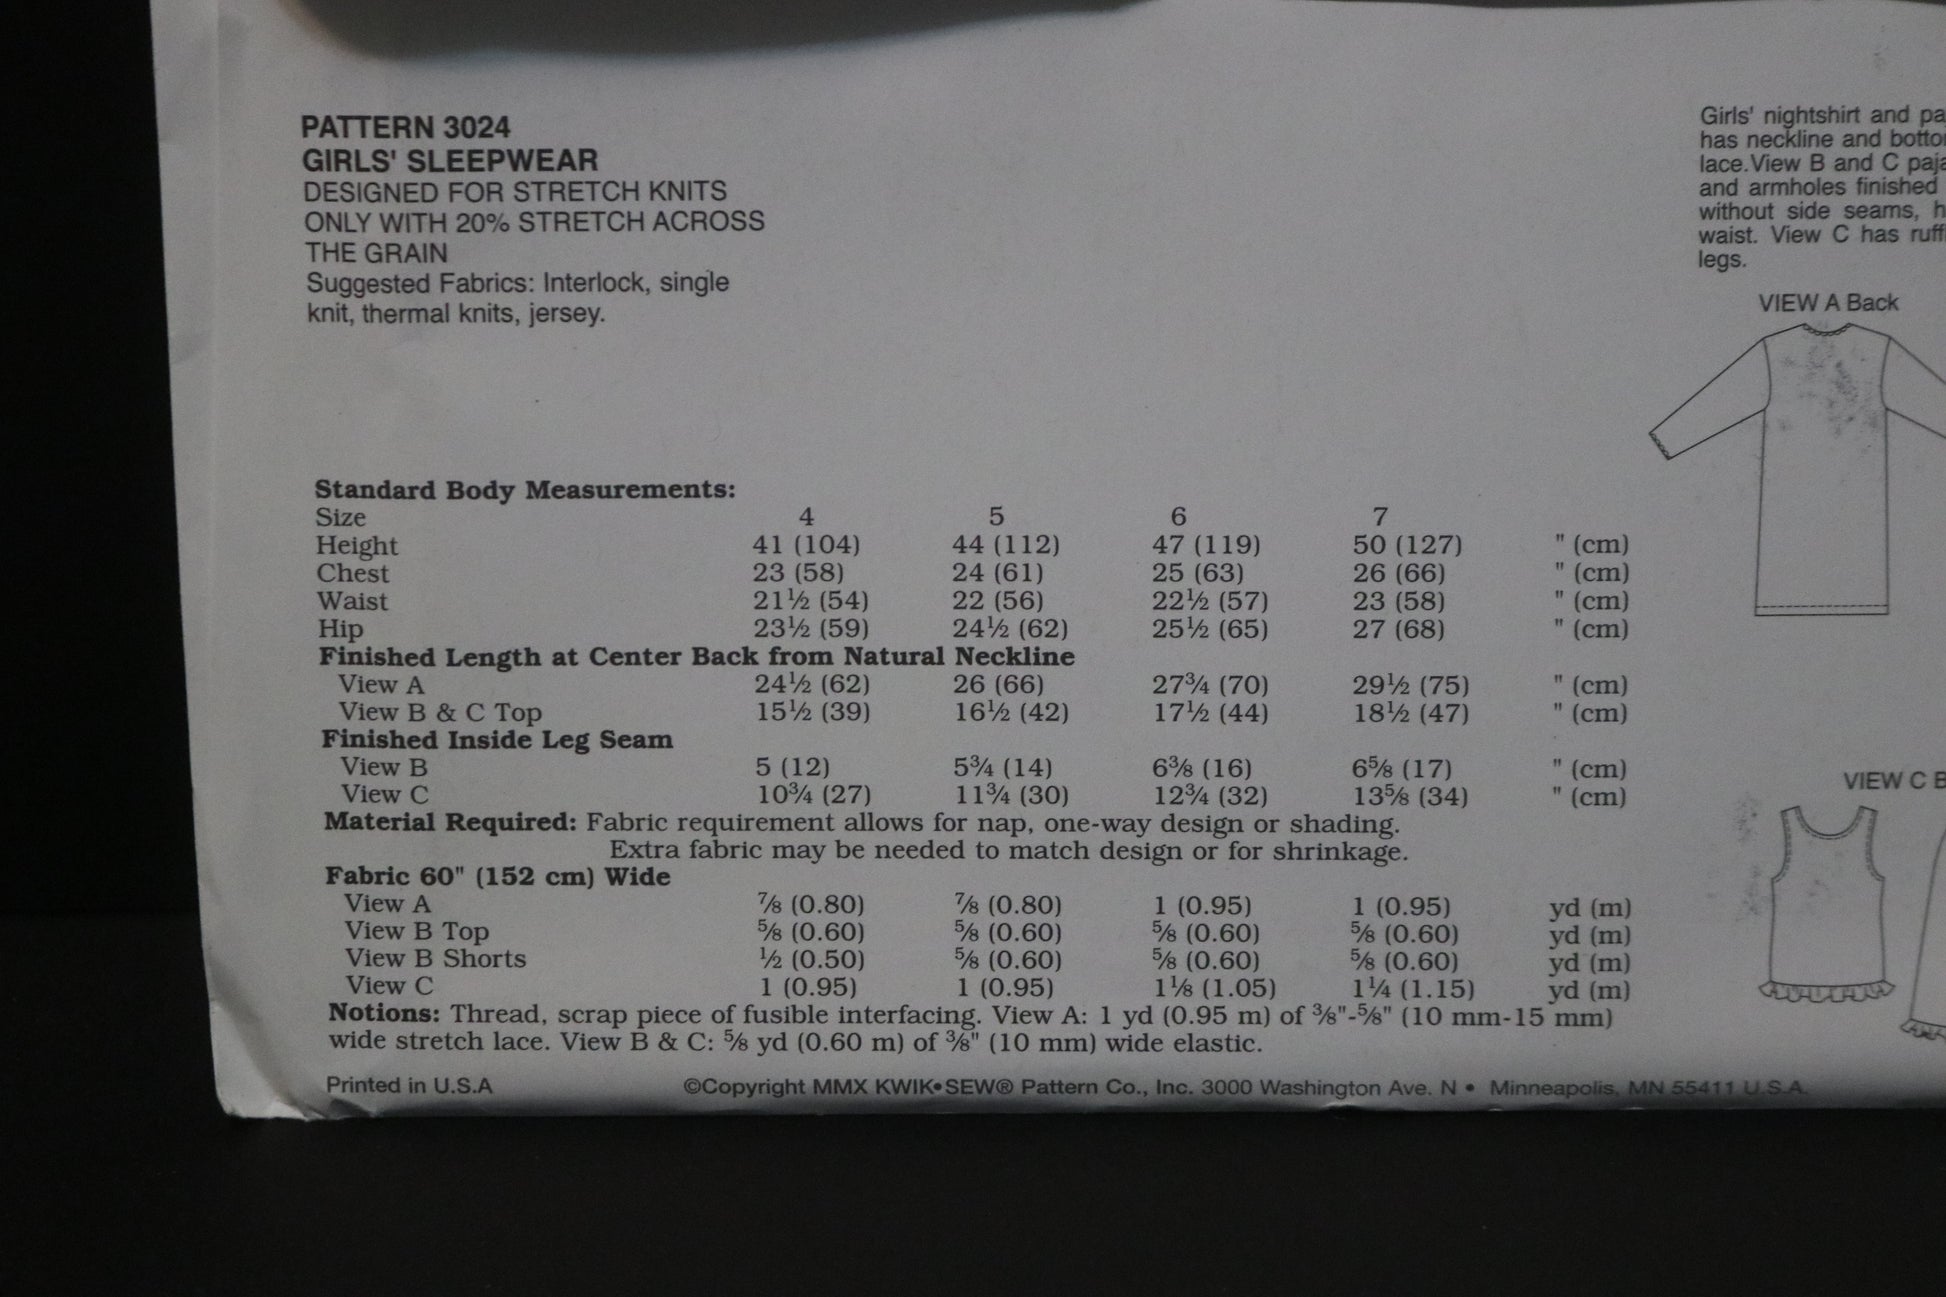 PATTERN 3024
GIRLS' SLEEPWEAR
DESIGNED FOR STRETCH KNITS
ONLY WITH 20% STRETCH ACROSS
THE GRAIN
Suggested Fabrics: Interlock, single
knit, thermal knits, jersey.
Standard Body Measurements:
Size 4 5 6 7
Height 41 (104) 44 (112) 47 (119) 50 (127) " (cm)
Chest 23 (58) 24 (61) 25 (63) 26 (66) " (cm)
Waist 21½ (54) 22 (56) 22½ (57) 23 (58) " (cm)
Hip 23½ (59) 24½ (62) 25½ (65) 27 (68) " (cm)
Finished Length at Center Back from Natural Neckline
View A 24½ (62) 26 (66) 27¾ (70) 29½ (75) " (cm)
View B & C Top 15½ (39) 16½ (42) 17½ (44) 18½ (47) " (cm)
Finished Inside Leg Seam
View B 5 (12) 5¾ (14) 6⅜ (16) 6⅝ (17) " (cm)
View C 10¾ (27) 11¾ (30) 12¾ (32) 13⅝ (34) " (cm)
Material Required: Fabric requirement allows for nap, one-way design or shading.
Extra fabric may be needed to match design or for shrinkage.
Fabric 60" (152 cm) Wide
View A ⅞ (0.80) ⅞ (0.80) 1 (0.95) 1 (0.95) yd (m)
View B Top ⅝ (0.60) ⅝ (0.60) ⅝ (0.60) ⅝ (0.60) yd (m)
View B Shorts ½ (0.50) ⅝ (0.60) ⅝ (0.60) ⅝ (0.60) yd (m)
View C 1 (0.95) 1 (0.95) 1⅛ (1.05) 1¼ (1.15) yd (m)
Notions: Thread, scrap piece of fusible interfacing. View A: 1 yd (0.95 m) of ⅜"-⅝" (10 mm-15 mm)
wide stretch lace. View B & C: ⅝ yd (0.60 m) of ⅜" (10 mm) wide elastic.
Printed in U.S.A ©Copyright MMX KWIK•SEW® Pattern Co., Inc. 3000 Washington Ave. N • Minneapolis, MN 55411 U.S.A.
Girls' nightshirt and pa
has neckline and botto
lace.View B and C paja
and armholes finished
without side seams, h
waist. View C has ruff
legs.
VIEW A Back
VIEW C B